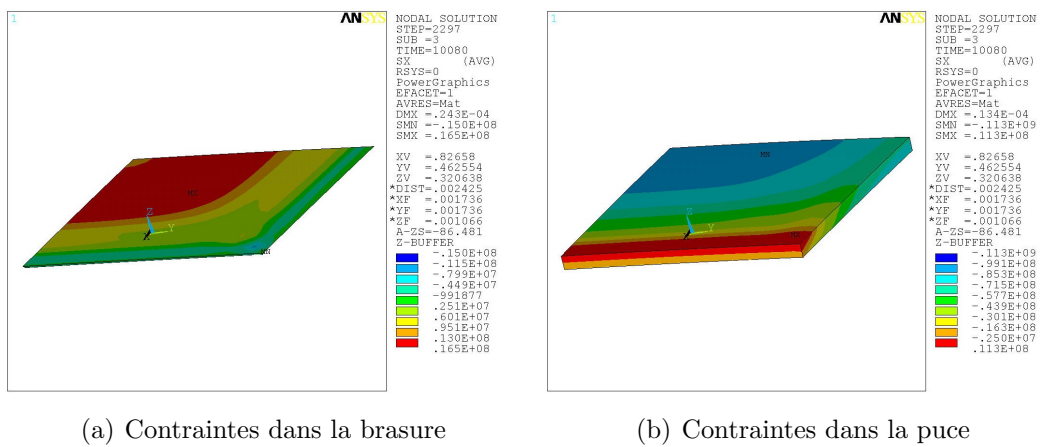 1
ANSYS
NODAL SOLUTION
STEP=2297
SUB =3
TIME=10080
SX (AVG)
RSYS=0
PowerGraphics
EFACET=1
AVRES=Mat
DMX =.243E-04
SMN =-.150E+08
SMX =.165E+08
XV =.82658
YV =.462554
ZV =.320638
*DIST=.002425
*XF =.001736
*YF =.001736
*ZF =.001066
A-ZS=-86.481
Z-BUFFER
-.150E+08
-.115E+08
-.799E+07
-.449E+07
-991877
.251E+07
.601E+07
.951E+07
.130E+08
.165E+08
MX
Z
X
Y
MN
(a) Contraintes dans la brasure
1
ANSYS
NODAL SOLUTION
STEP=2297
SUB =3
TIME=10080
SX (AVG)
RSYS=0
PowerGraphics
EFACET=1
AVRES=Mat
DMX =.134E-04
SMN =-.113E+09
SMX =.113E+08
XV =.82658
YV =.462554
ZV =.320638
*DIST=.002425
*XF =.001736
*YF =.001736
*ZF =.001066
A-ZS=-86.481
Z-BUFFER
-.113E+09
-.991E+08
-.853E+08
-.715E+08
-.577E+08
-.439E+08
-.301E+08
-.163E+08
-.250E+07
.113E+08
MN
Z
X
Y
MX
(b) Contraintes dans la puce